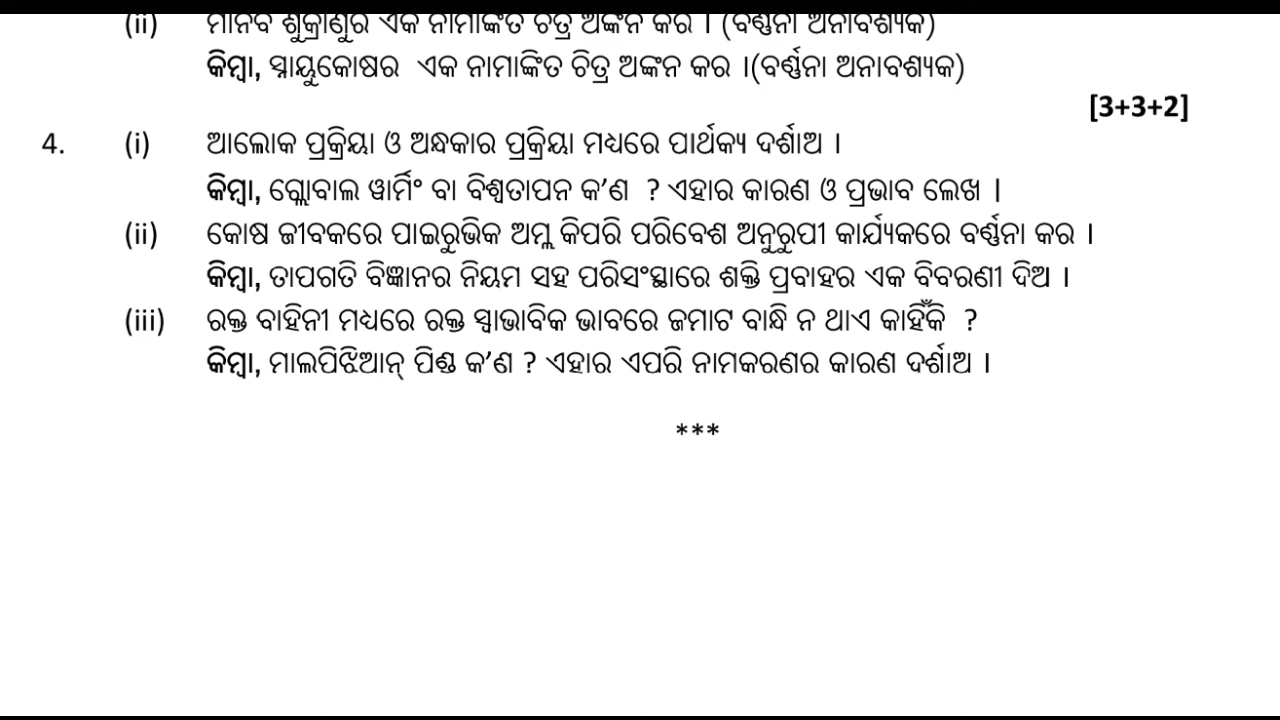 (ii) ମାନବ ଶୁକ୍ରାଣୁର ଏକ ନାମାଙ୍କିତ ଚିତ୍ର ଅଙ୍କନ କର । (ବର୍ଣ୍ଣନା ଅନାବଶ୍ୟକ)
କିମ୍ବା, ସ୍ନାୟୁକୋଷର ଏକ ନାମାଙ୍କିତ ଚିତ୍ର ଅଙ୍କନ କର ।(ବର୍ଣ୍ଣନା ଅନାବଶ୍ୟକ)
[3+3+2]
4. (i) ଆଲୋକ ପ୍ରକ୍ରିୟା ଓ ଅନ୍ଧକାର ପ୍ରକ୍ରିୟା ମଧ୍ୟରେ ପାର୍ଥକ୍ୟ ଦର୍ଶାଅ ।
କିମ୍ବା, ଗ୍ଲୋବାଲ ୱାର୍ମିଂ ବା ବିଶ୍ୱତାପନ କ’ଣ ? ଏହାର କାରଣ ଓ ପ୍ରଭାବ ଲେଖ ।
(ii) କୋଷ ଜୀବକରେ ପାଇରୁଭିକ ଅମ୍ଳ କିପରି ପରିବେଶ ଅନୁରୁପୀ କାର୍ଯ୍ୟକରେ ବର୍ଣ୍ଣନା କର ।
କିମ୍ବା, ତାପଗତି ବିଜ୍ଞାନର ନିୟମ ସହ ପରିସଂସ୍ଥାରେ ଶକ୍ତି ପ୍ରବାହର ଏକ ବିବରଣୀ ଦିଅ ।
(iii) ରକ୍ତ ବାହିନୀ ମଧ୍ୟରେ ରକ୍ତ ସ୍ୱାଭାବିକ ଭାବରେ ଜମାଟ ବାନ୍ଧି ନ ଥାଏ କାହିଁକି ?
କିମ୍ବା, ମାଲପିଝିଆନ୍ ପିଣ୍ଡ କ’ଣ ? ଏହାର ଏପରି ନାମକରଣର କାରଣ ଦର୍ଶାଅ ।
***